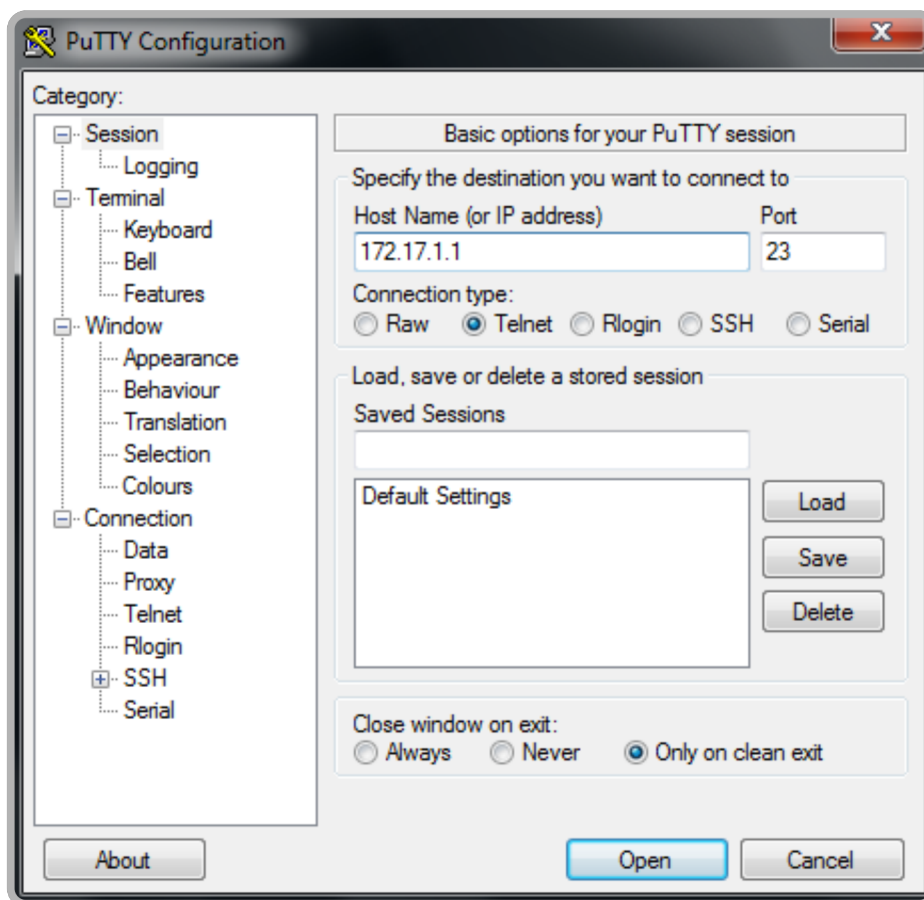 PuTTY Configuration
X
Category:
Session
Logging
Terminal
Keyboard
Bell
Features
Window
Appearance
Behaviour
Translation
Selection
Colours
Connection
Data
Proxy
Telnet
Rlogin
SSH
Serial
Basic options for your PuTTY session
Specify the destination you want to connect to
Host Name (or IP address) Port
172.17.1.1 23
Connection type:
Raw Telnet Rlogin SSH Serial
Load, save or delete a stored session
Saved Sessions
Default Settings
Load
Save
Delete
Close window on exit:
Always Never Only on clean exit
About Open Cancel